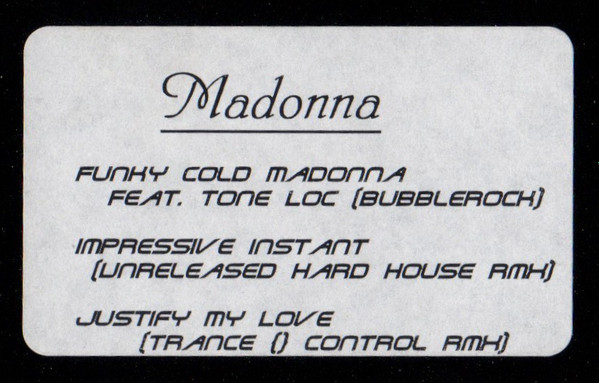 Madonna
FUNKY COLD MADONNA
FEAT. TONE LOC (BUBBLEROCK)
IMPRESSIVE INSTANT
(UNRELEASED HARD HOUSE RMX)
JUSTIFY MY LOVE
(TRANCE () CONTROL RMX)